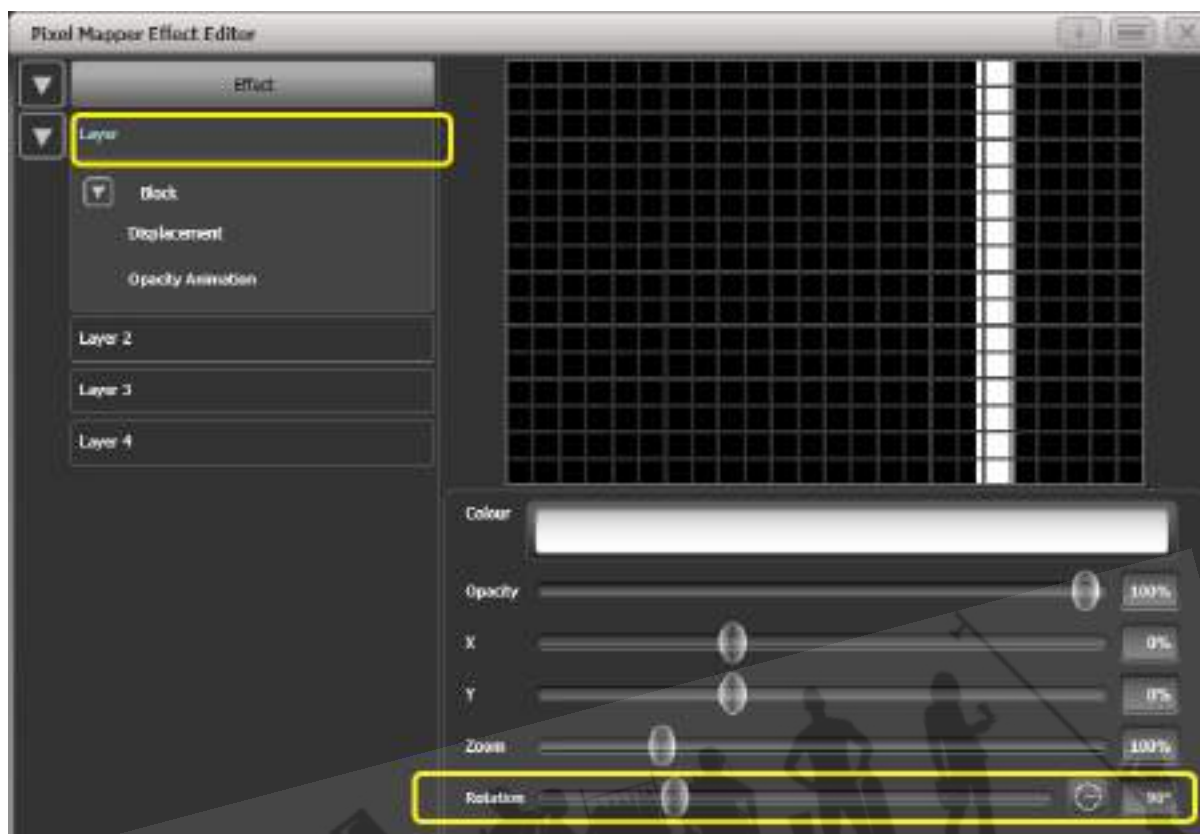 Pixel Mapper Effect Editor
Effect
Layer
Block
Displacement
Opacity Animation
Layer 2
Layer 3
Layer 4
Colour
Opacity 100%
X 0%
Y 0%
Zoom 100%
Rotation 90°